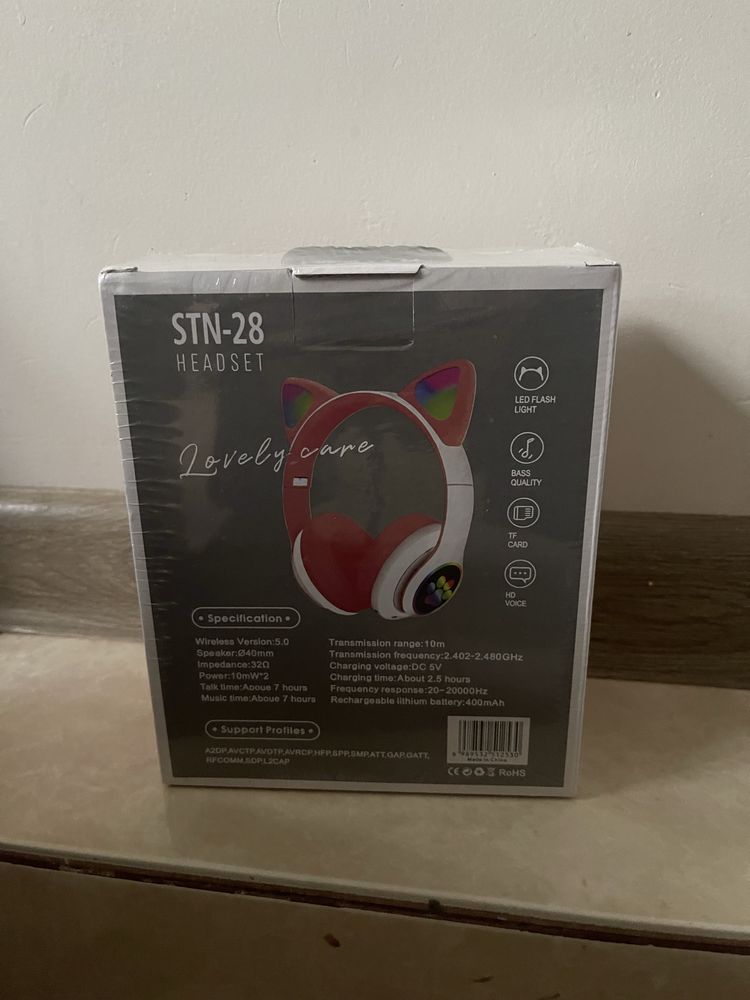 STN-28
HEADSET
Lovely care
LED FLASH
LIGHT
BASS
QUALITY
TF
CARD
HD
VOICE
Specification
Wireless Version:5.0
Speaker:Ø40mm
Impedance:32Ω
Power:10mW*2
Talk time:Aboue 7 hours
Music time:Aboue 7 hours
Transmission range:10m
Transmission frequency:2.402-2.480GHz
Charging voltage:DC 5V
Charging time:About 2.5 hours
Frequency response:20-20000Hz
Rechargeable lithium battery:400mAh
Support Profiles
A2DP,AVCTP,AVDTP,AVRCP,HFP,SPP,SMP,ATT,GAP,GATT,
RFCOMM,SDP,L2CAP
Made in China
CE RoHS